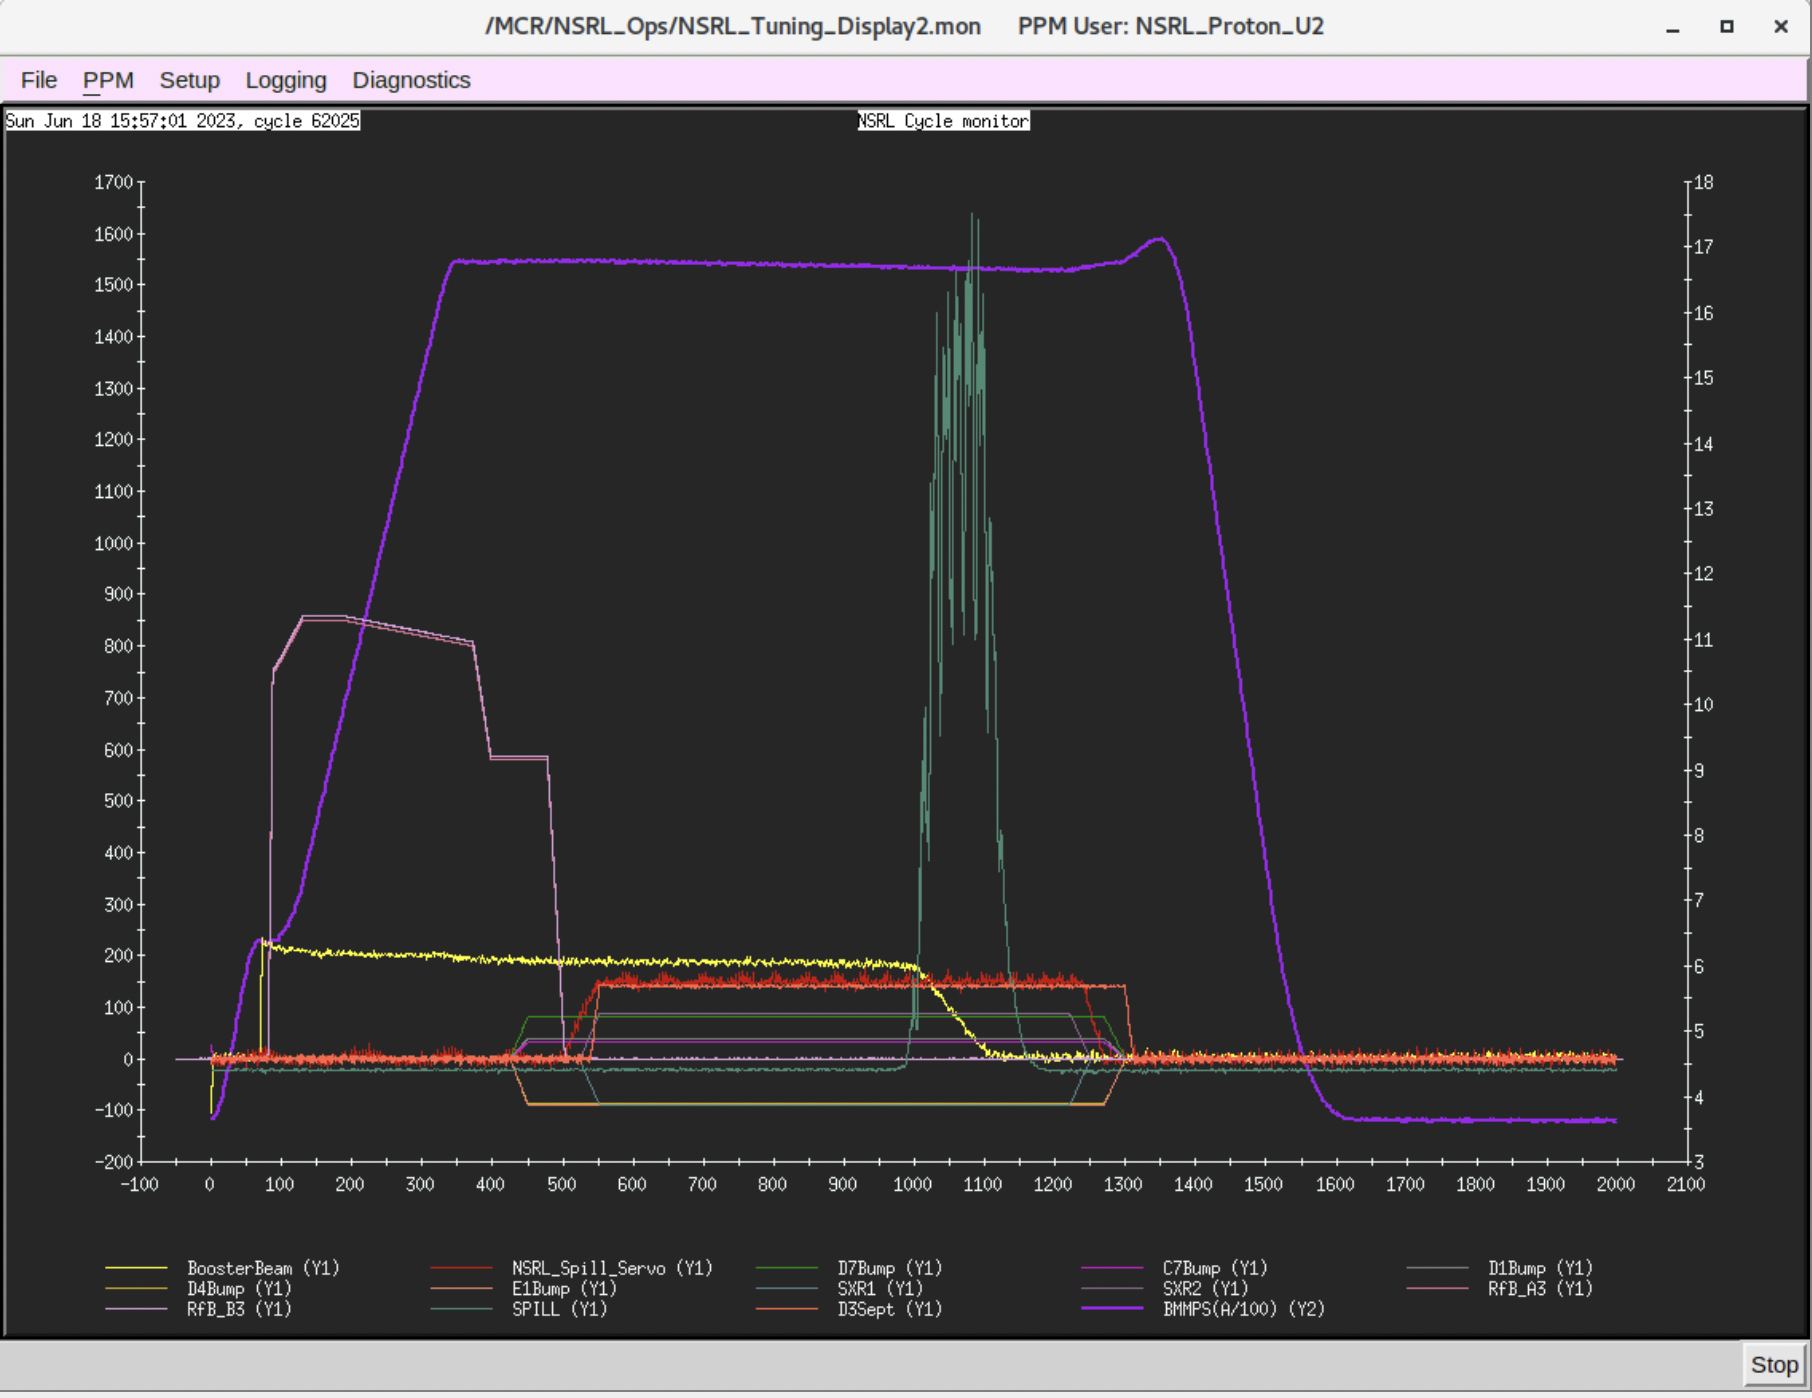 /MCR/NSRL_Ops/NSRL_Tuning_Display2.mon PPM User: NSRL_Proton_U2
File PPM Setup Logging Diagnostics
Sun Jun 18 15:57:01 2023, cycle 62025 NSRL Cycle monitor
1700 18
1600 17
1500 16
1400 15
1300 14
1200 13
1100 12
1000 11
900 10
800 9
700 8
600 7
500 6
400 5
300 4
200 3
100
0
-100
-200
-100 0 100 200 300 400 500 600 700 800 900 1000 1100 1200 1300 1400 1500 1600 1700 1800 1900 2000 2100
BoosterBeam (Y1) NSRL_Spill_Servo (Y1) D7Bump (Y1) C7Bump (Y1) D1Bump (Y1)
D4Bump (Y1) E1Bump (Y1) SXR1 (Y1) SXR2 (Y1) RfB_A3 (Y1)
RfB_B3 (Y1) SPILL (Y1) D3Sept (Y1) BMMPS(A/100) (Y2)
Stop